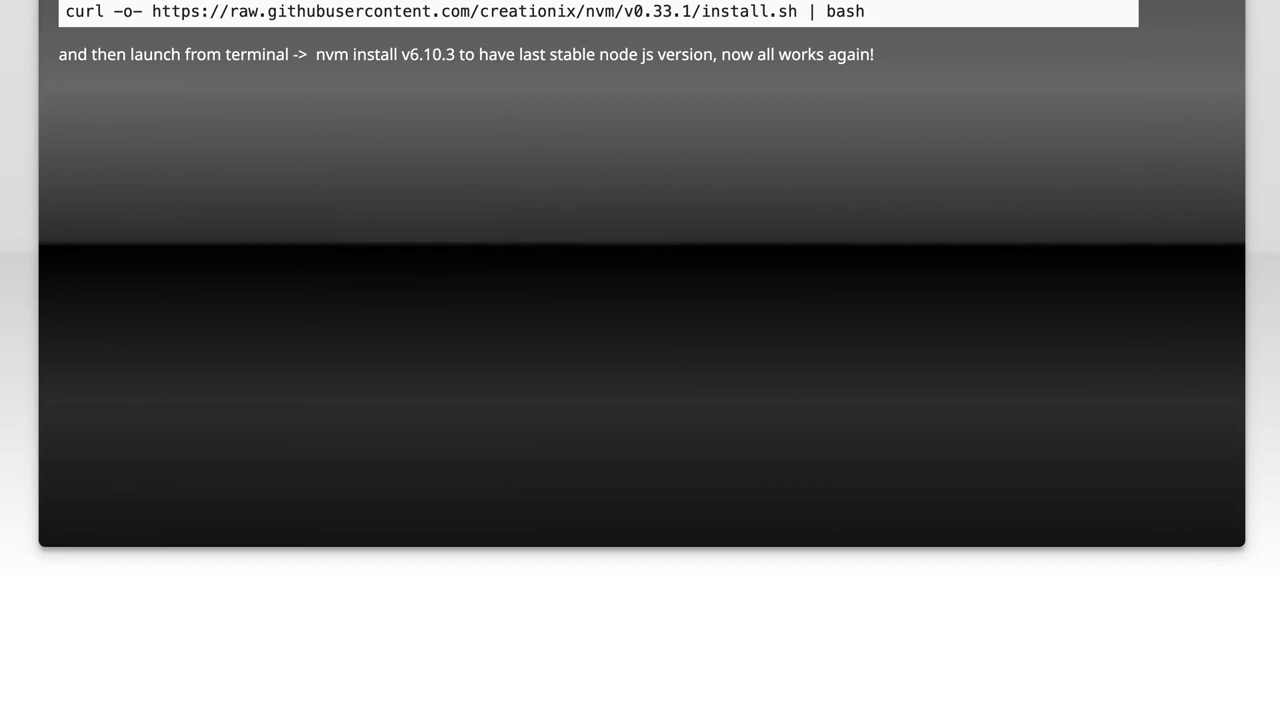 curl -o- https://raw.githubusercontent.com/creationix/nvm/v0.33.1/install.sh | bash
and then launch from terminal ->  nvm install v6.10.3 to have last stable node js version, now all works again!